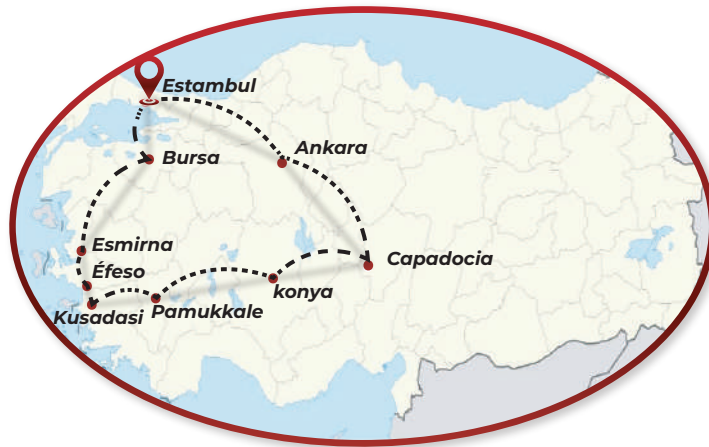 Estambul
Ankara
Bursa
Esmirna
Éfeso
Kusadasi
Pamukkale
konya
Capadocia